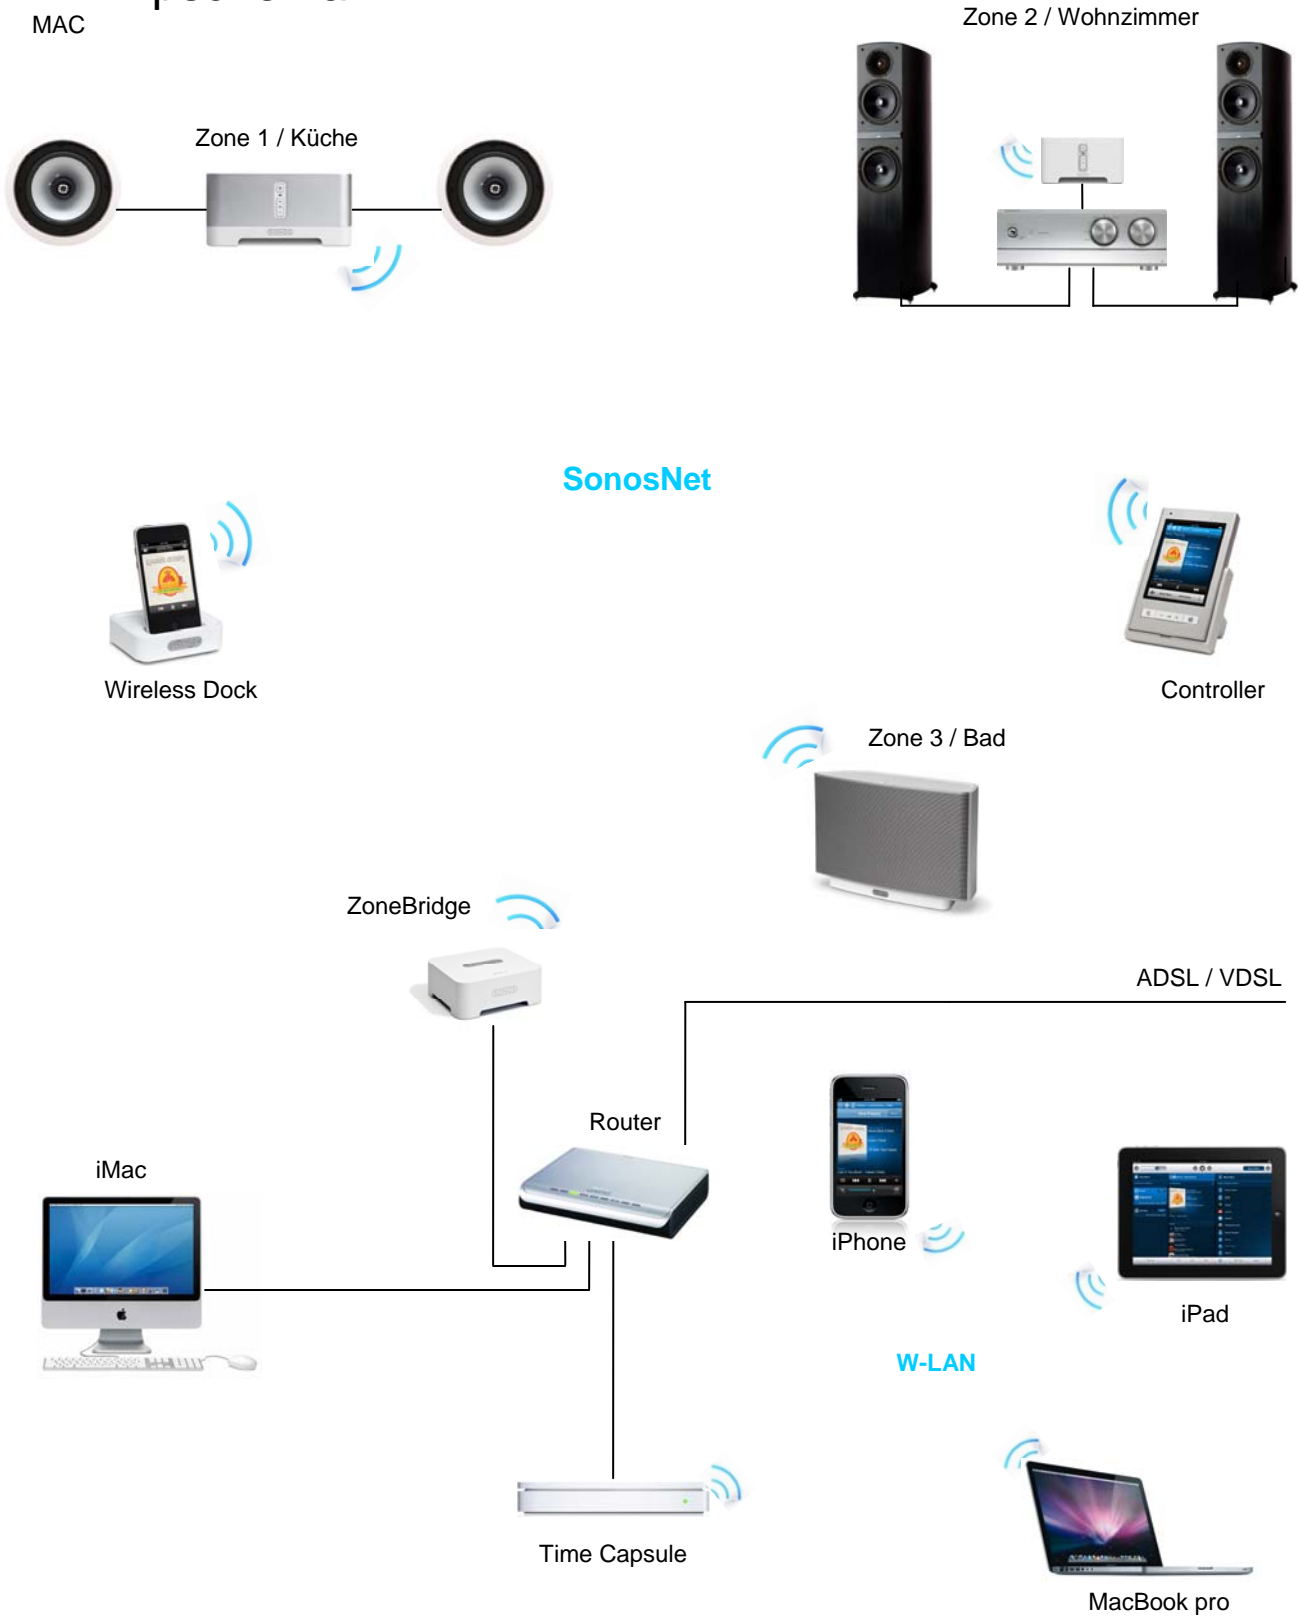 MAC
Zone 2 / Wohnzimmer
Zone 1 / Küche
SonosNet
Wireless Dock
Controller
Zone 3 / Bad
ZoneBridge
ADSL / VDSL
Router
iMac
iPhone
iPad
W-LAN
Time Capsule
MacBook pro